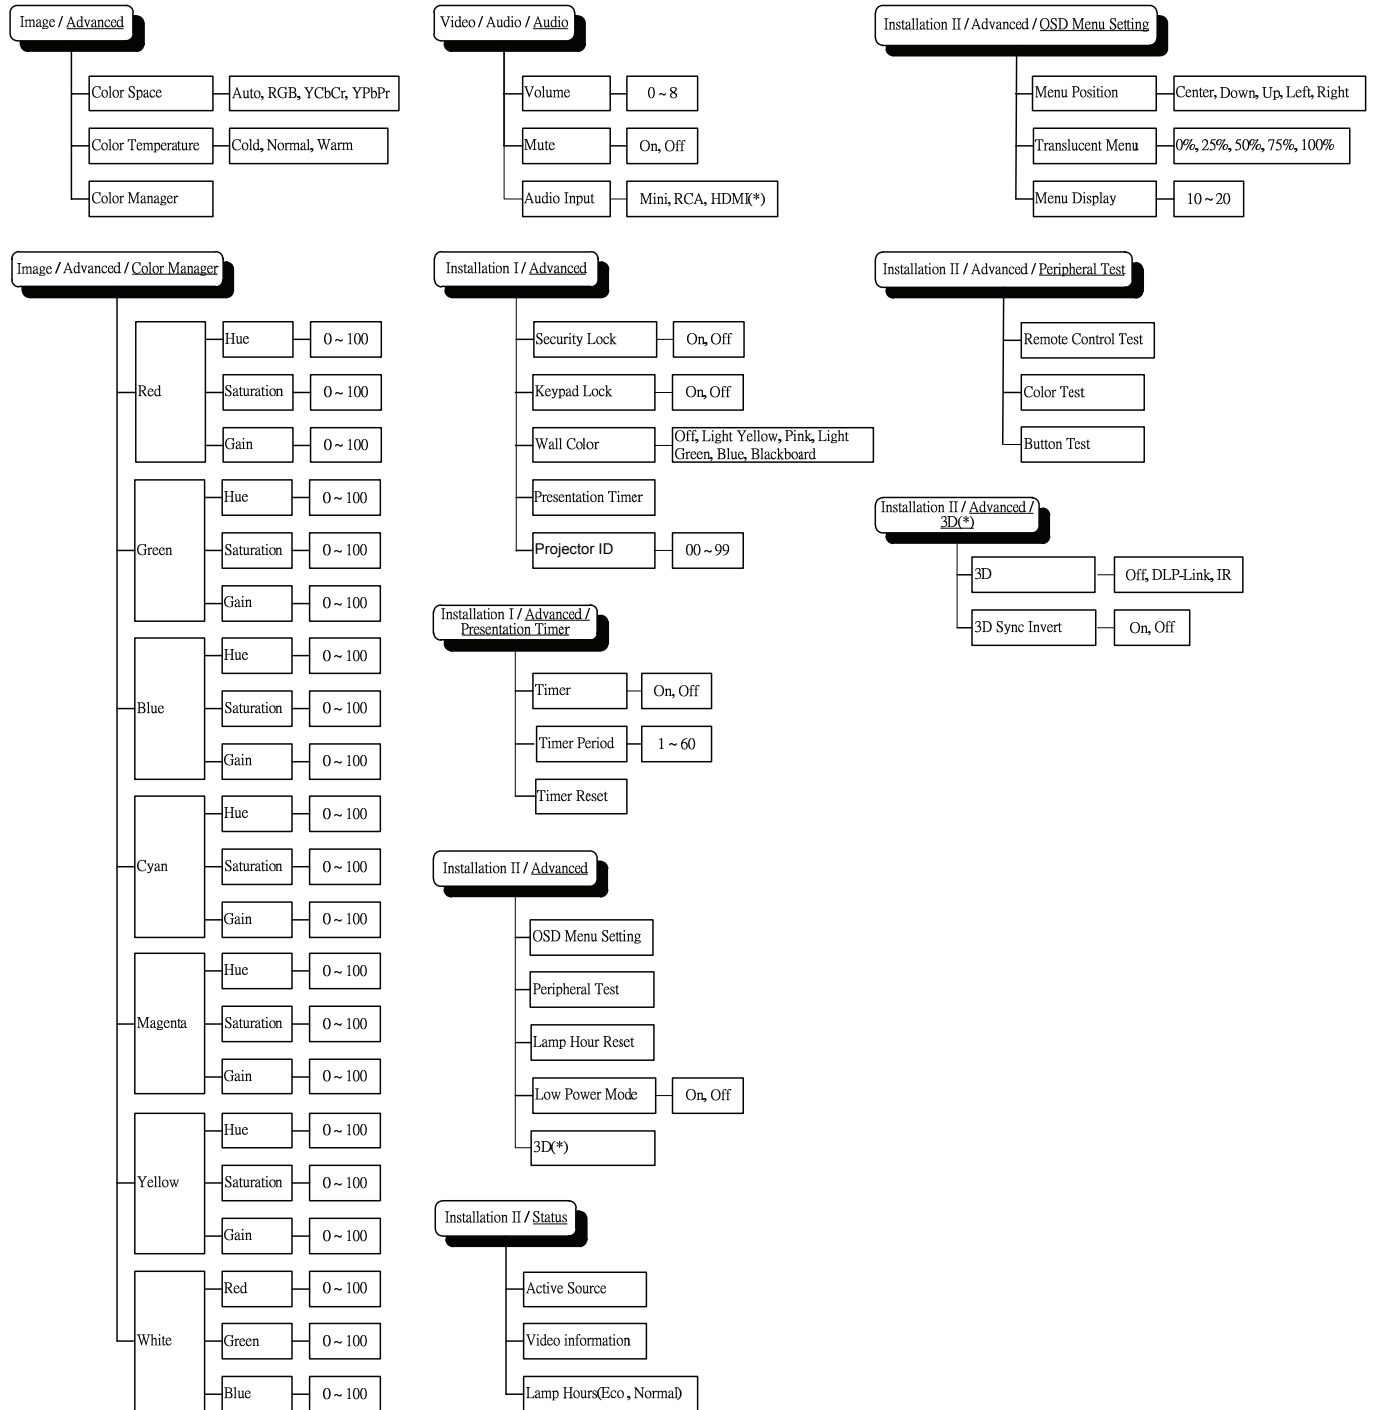 Image / Advanced
Color Space
Auto, RGB, YCbCr, YPbPr
Color Temperature
Cold, Normal, Warm
Color Manager
Image / Advanced / Color Manager
Red
Hue
0 ~ 100
Saturation
0 ~ 100
Gain
0 ~ 100
Green
Hue
0 ~ 100
Saturation
0 ~ 100
Gain
0 ~ 100
Blue
Hue
0 ~ 100
Saturation
0 ~ 100
Gain
0 ~ 100
Cyan
Hue
0 ~ 100
Saturation
0 ~ 100
Gain
0 ~ 100
Magenta
Hue
0 ~ 100
Saturation
0 ~ 100
Gain
0 ~ 100
Yellow
Hue
0 ~ 100
Saturation
0 ~ 100
Gain
0 ~ 100
White
Red
0 ~ 100
Green
0 ~ 100
Blue
0 ~ 100
Video / Audio / Audio
Volume
0 ~ 8
Mute
On, Off
Audio Input
Mini, RCA, HDMI(*)
Installation I / Advanced
Security Lock
On, Off
Keypad Lock
On, Off
Wall Color
Off, Light Yellow, Pink, Light
Green, Blue, Blackboard
Presentation Timer
Projector ID
00 ~ 99
Installation I / Advanced /
Presentation Timer
Timer
On, Off
Timer Period
1 ~ 60
Timer Reset
Installation II / Advanced
OSD Menu Setting
Peripheral Test
Lamp Hour Reset
Low Power Mode
On, Off
3D(*)
Installation II / Status
Active Source
Video information
Lamp Hours(Eco , Normal)
Installation II / Advanced / OSD Menu Setting
Menu Position
Center, Down, Up, Left, Right
Translucent Menu
0%, 25%, 50%, 75%, 100%
Menu Display
10 ~ 20
Installation II / Advanced / Peripheral Test
Remote Control Test
Color Test
Button Test
Installation II / Advanced /
3D(*)
3D
Off, DLP-Link, IR
3D Sync Invert
On, Off